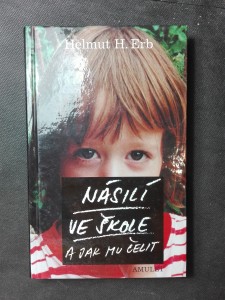 Helmut H. Erb
NÁSILÍ
VE ŠKOLE
A JAK MU ČELIT
AMULET